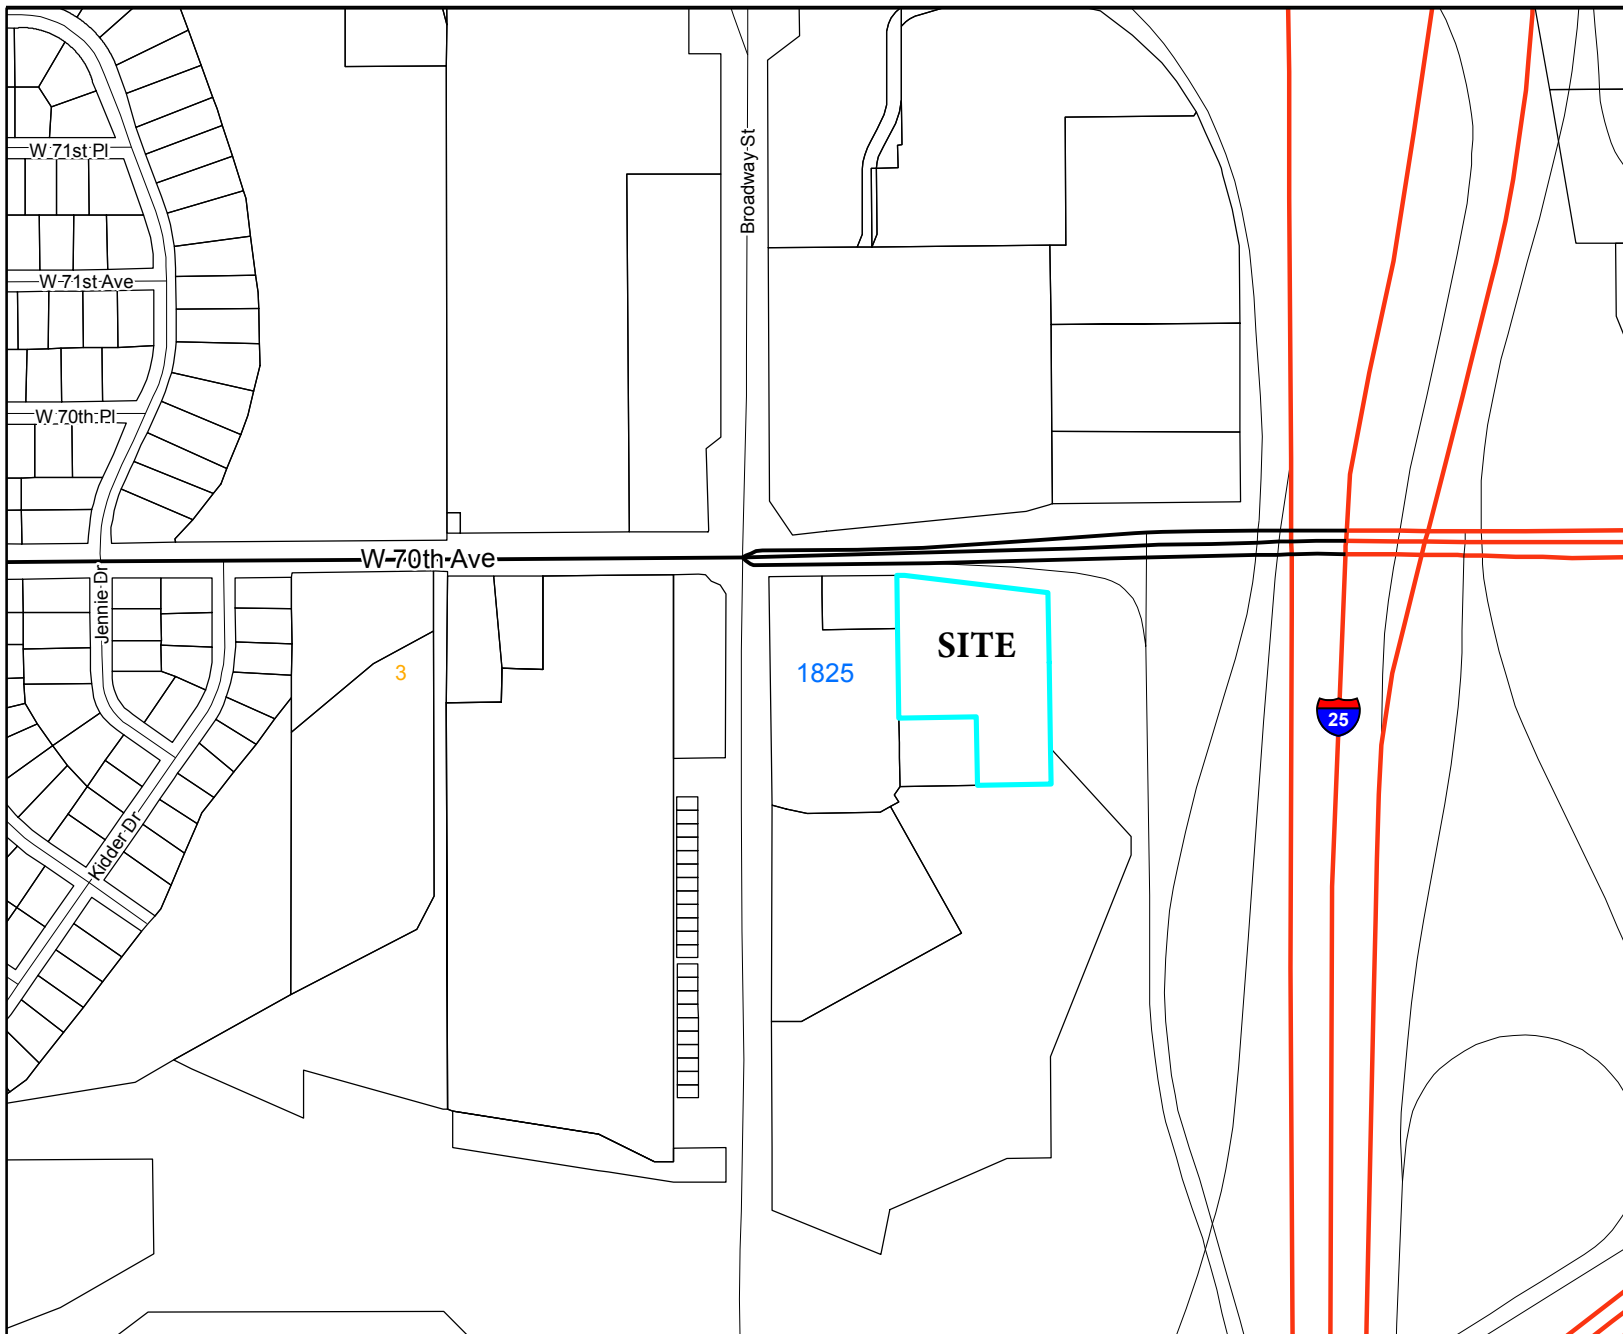 W 71st Pl
Broadway St
W 71st Ave
W 70th Pl
W 70th Ave
Jennie Dr
SITE
3
1825
25
Kidder Dr